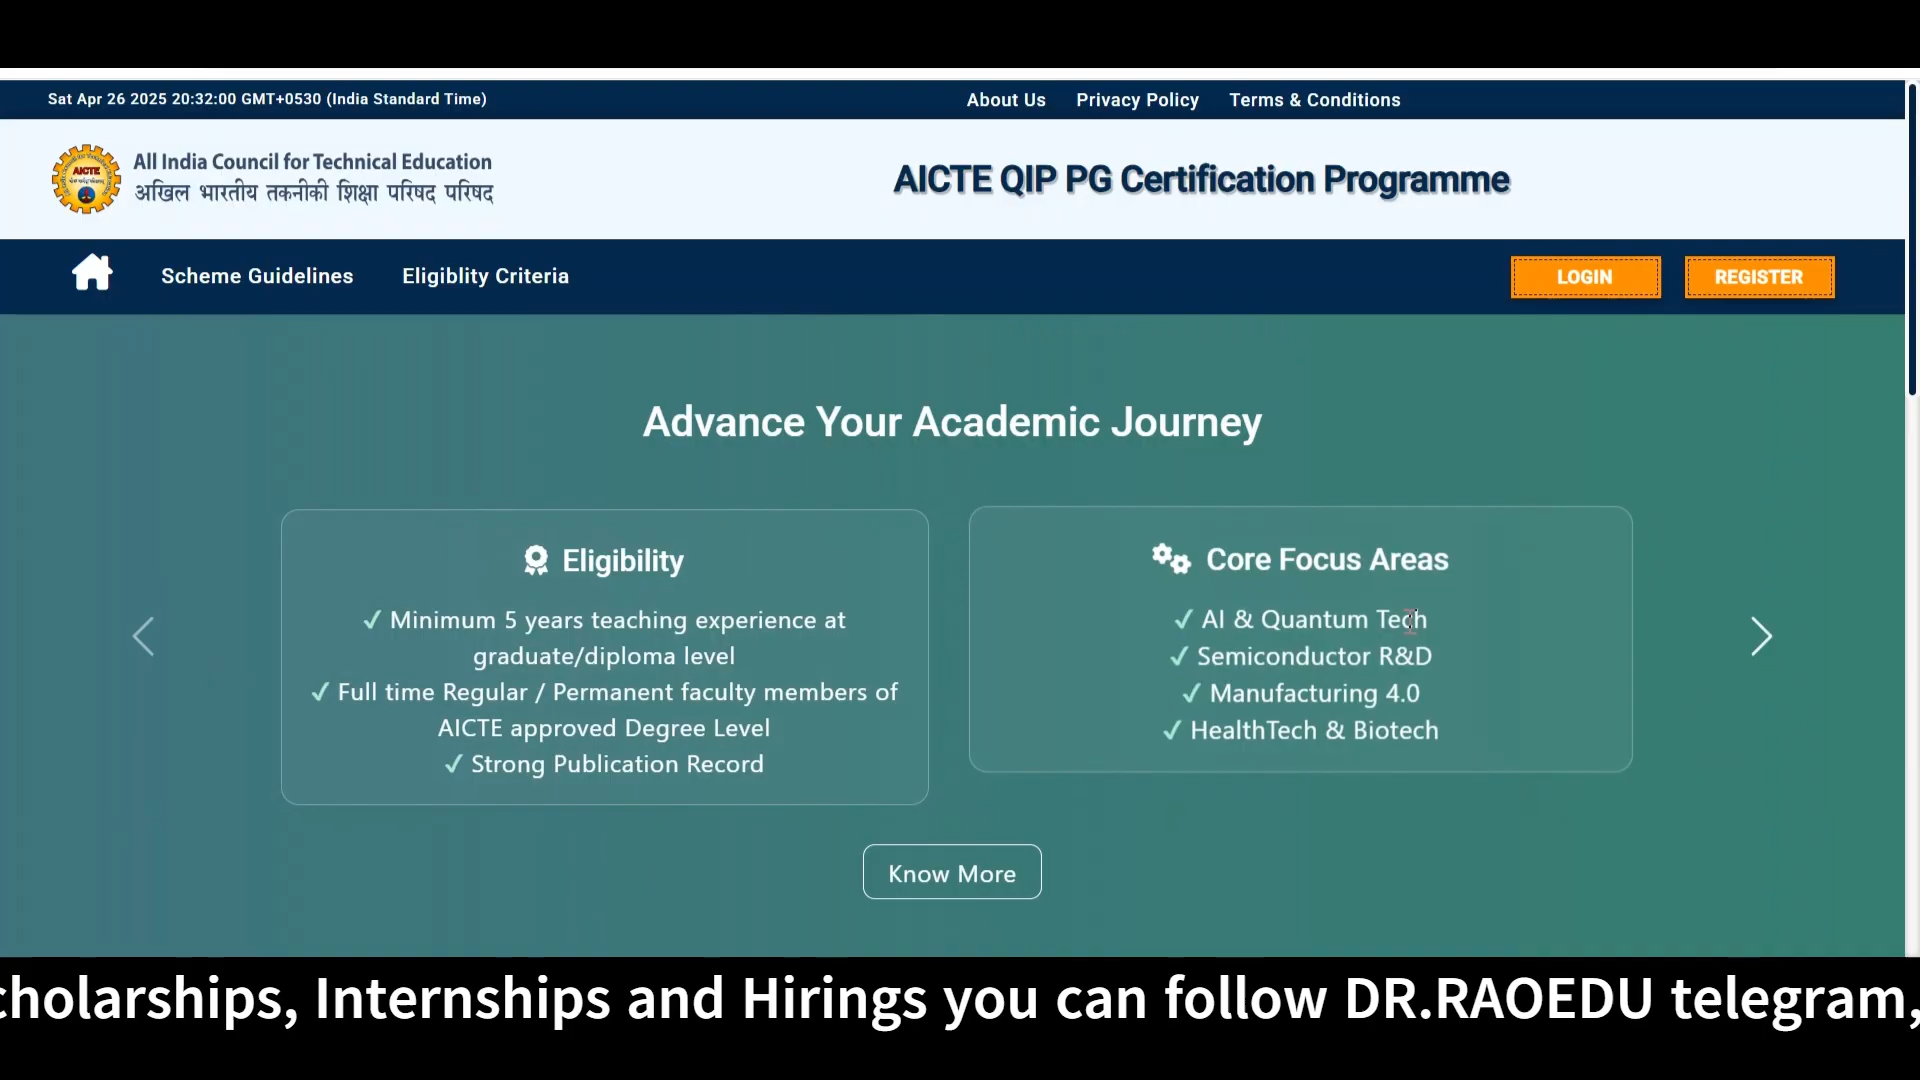 Sat Apr 26 2025 20:32:00 GMT+0530 (India Standard Time)
About Us Privacy Policy Terms & Conditions
AICTE
All India Council for Technical Education
अखिल भारतीय तकनीकी शिक्षा परिषद परिषद
AICTE QIP PG Certification Programme
Scheme Guidelines Eligiblity Criteria
LOGIN REGISTER
Advance Your Academic Journey
Eligibility
✓ Minimum 5 years teaching experience at
graduate/diploma level
✓ Full time Regular / Permanent faculty members of
AICTE approved Degree Level
✓ Strong Publication Record
Core Focus Areas
✓ AI & Quantum Tech
✓ Semiconductor R&D
✓ Manufacturing 4.0
✓ HealthTech & Biotech
Know More
cholarships, Internships and Hirings you can follow DR.RAOEDU telegram,